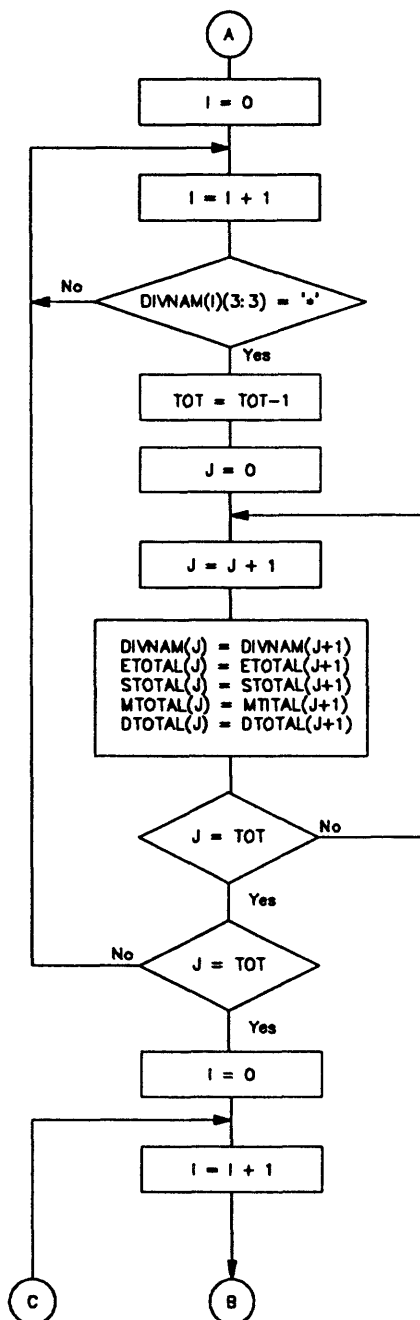 A
I = 0
I = I + 1
No
DIVNAM(I)(3:3) = '*'
Yes
TOT = TOT-1
J = 0
J = J + 1
DIVNAM(J) = DIVNAM(J+1)
ETOTAL(J) = ETOTAL(J+1)
STOTAL(J) = STOTAL(J+1)
MTOTAL(J) = MTITAL(J+1)
DTOTAL(J) = DTOTAL(J+1)
J = TOT
No
Yes
No
J = TOT
Yes
I = 0
I = I + 1
C
B